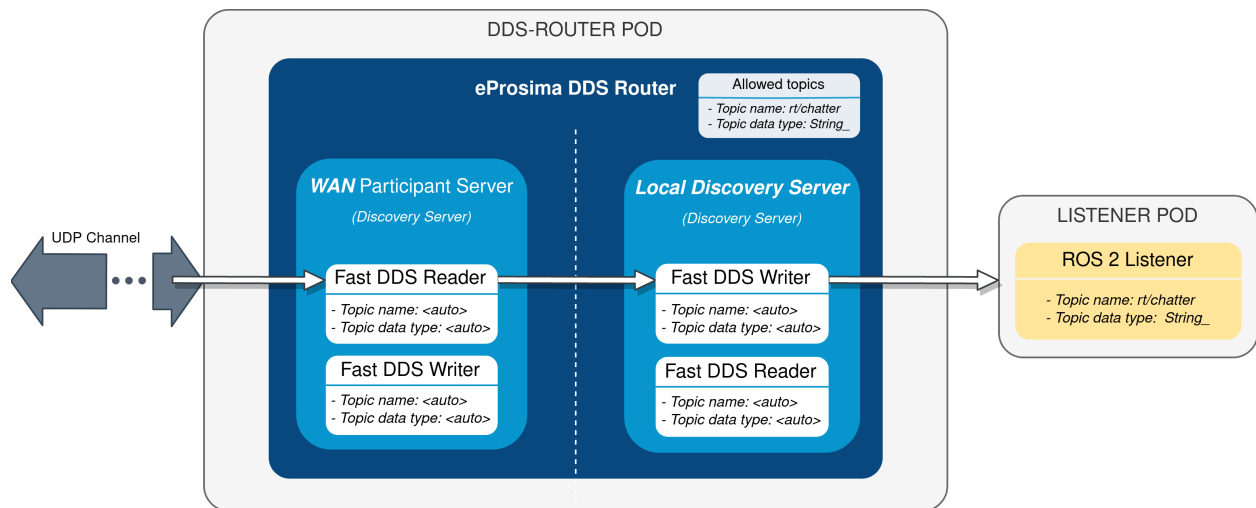 DDS-ROUTER POD
eProsima DDS Router
Allowed topics
- Topic name: rt/chatter
- Topic data type: String_
WAN Participant Server
(Discovery Server)
Local Discovery Server
(Discovery Server)
UDP Channel
Fast DDS Reader
- Topic name: <auto>
- Topic data type: <auto>
Fast DDS Writer
- Topic name: <auto>
- Topic data type: <auto>
Fast DDS Writer
- Topic name: <auto>
- Topic data type: <auto>
Fast DDS Reader
- Topic name: <auto>
- Topic data type: <auto>
LISTENER POD
ROS 2 Listener
- Topic name: rt/chatter
- Topic data type:  String_